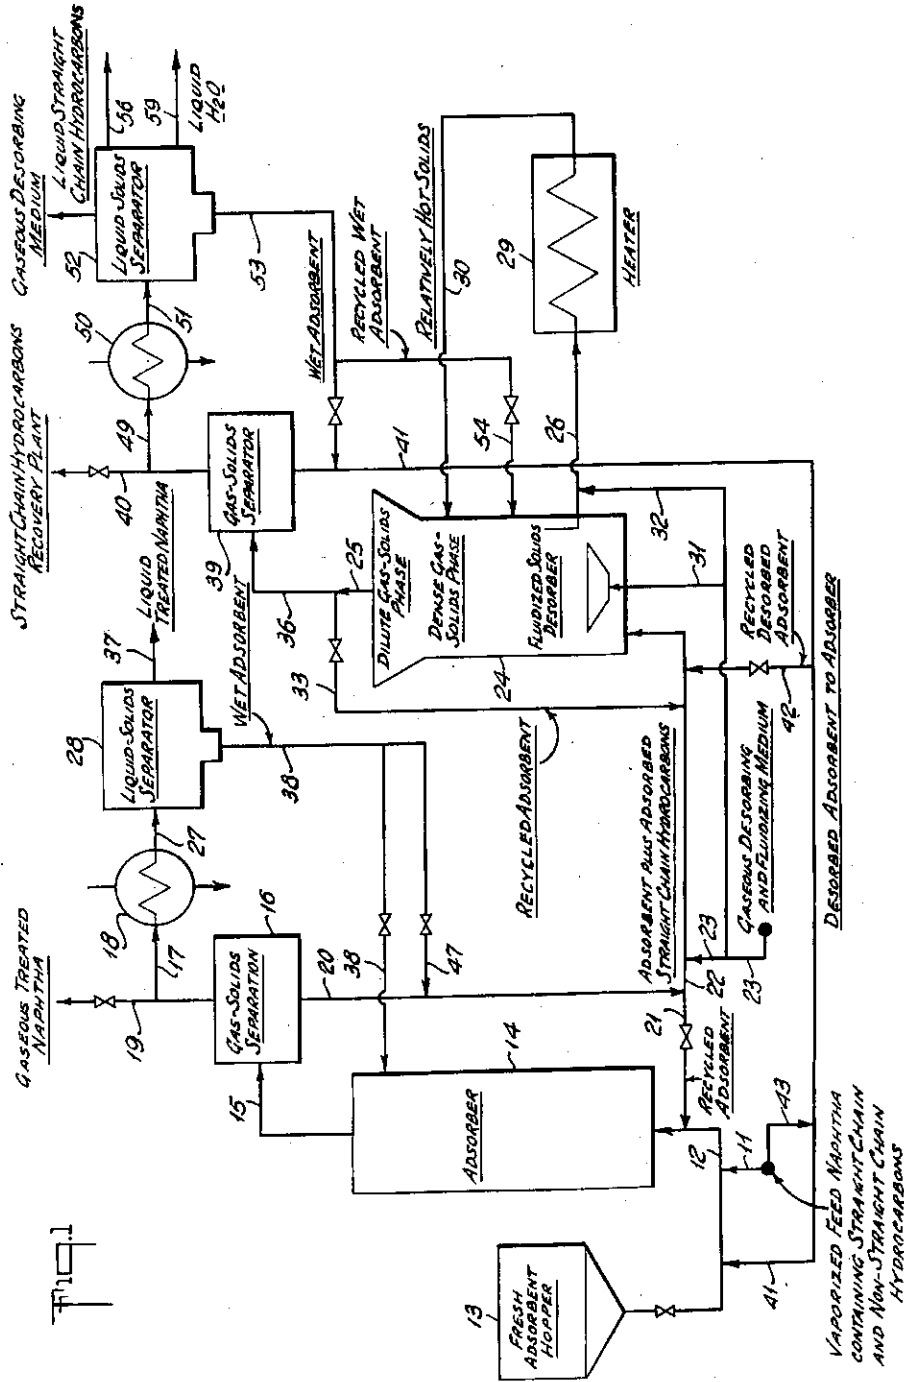 Fig. 1
GASEOUS TREATED
NAPHTHA
19
17
18
27
28
LIQUID-SOLIDS
SEPARATOR
37
LIQUID
TREATED NAPHTHA
STRAIGHT CHAIN HYDROCARBONS
RECOVERY PLANT
40
49
50
51
GASEOUS DESORBING
MEDIUM
52
LIQUID-SOLIDS
SEPARATOR
LIQUID STRAIGHT
CHAIN HYDROCARBONS
56
59
LIQUID
H2O
15
GAS-SOLIDS
SEPARATION
16
20
WET ADSORBENT
38
38
47
39
GAS-SOLIDS
SEPARATOR
36
33
25
41
WET ADSORBENT
53
RECYCLED WET
ADSORBENT
54
RELATIVELY HOT SOLIDS
30
13
FRESH
ADSORBENT
HOPPER
ADSORBER
14
RECYCLED ADSORBENT
DILUTE GAS-SOLIDS
PHASE
DENSE GAS-
SOLIDS PHASE
FLUIDIZED SOLIDS
DESORBER
24
26
29
HEATER
32
31
ADSORBENT PLUS ADSORBED
STRAIGHT CHAIN HYDROCARBONS
12
21
22
23
RECYCLED
ADSORBENT
23
GASEOUS DESORBING
AND FLUIDIZING MEDIUM
42
RECYCLED
DESORBED
ADSORBENT
11
43
41
DESORBED ADSORBENT TO ADSORBER
VAPORIZED FEED NAPHTHA
CONTAINING STRAIGHT CHAIN
AND NON-STRAIGHT CHAIN
HYDROCARBONS